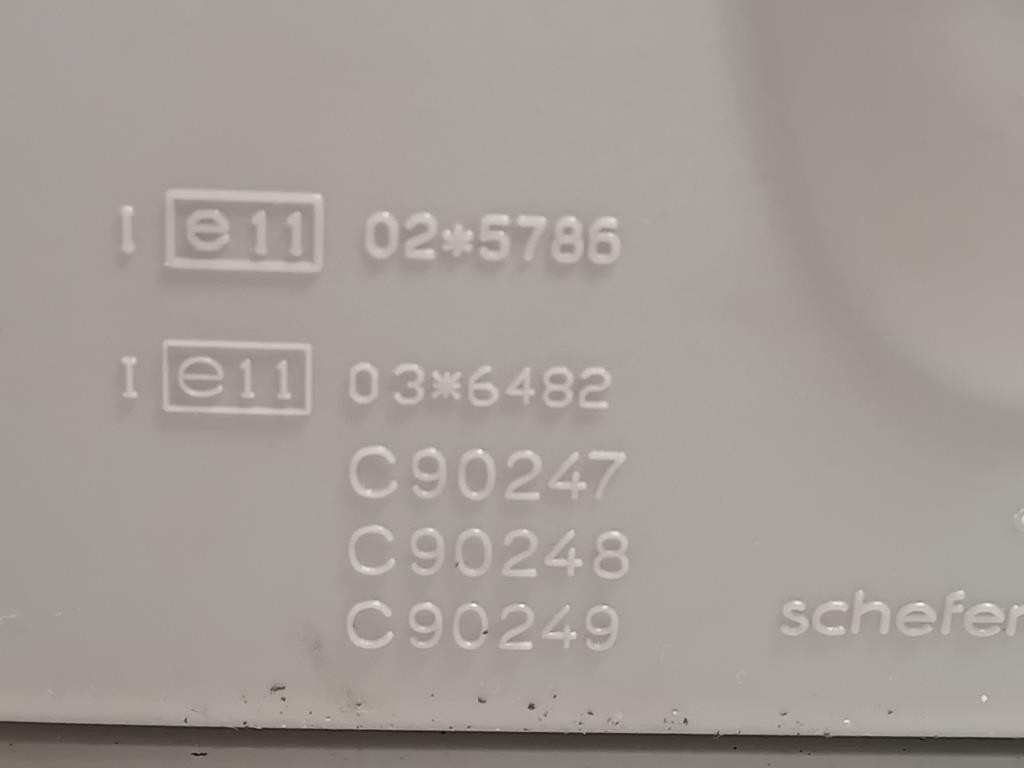 I e11 02*5786
I e11 03*6482
C90247
C90248
C90249
schefer